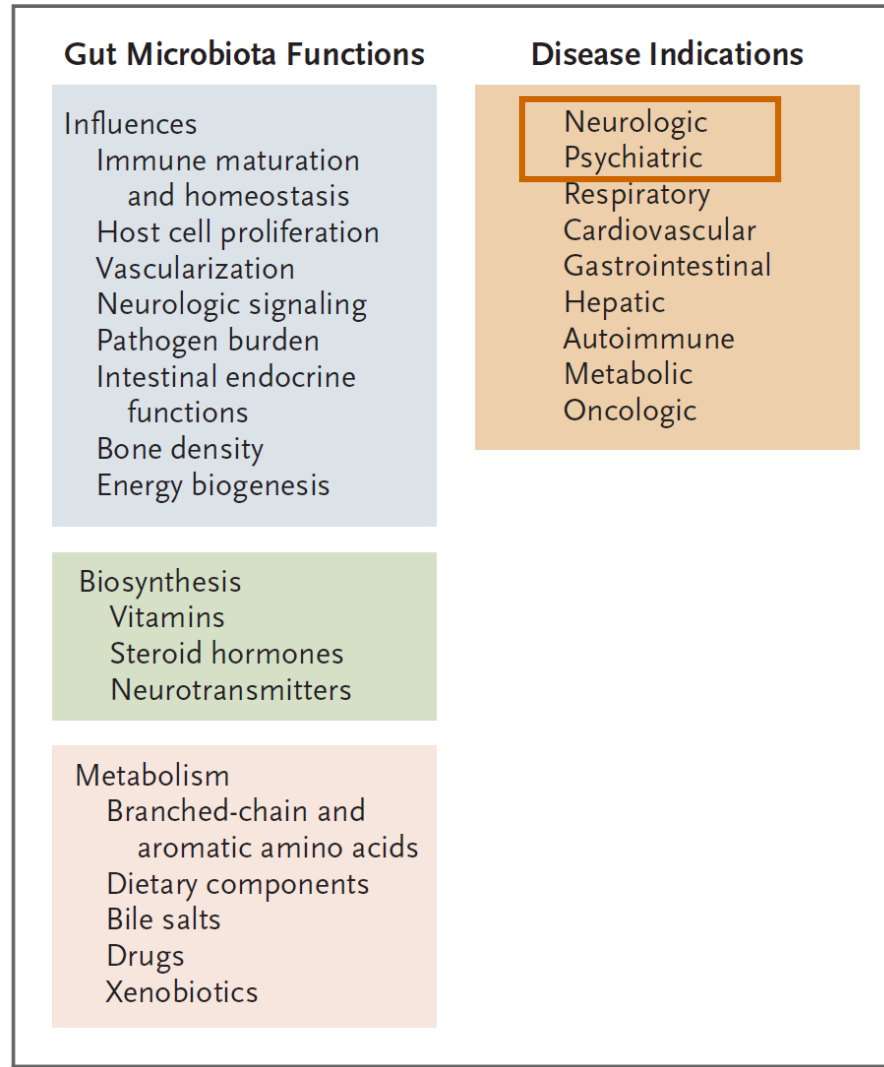 Gut Microbiota Functions
Influences
Immune maturation
and homeostasis
Host cell proliferation
Vascularization
Neurologic signaling
Pathogen burden
Intestinal endocrine
functions
Bone density
Energy biogenesis
Biosynthesis
Vitamins
Steroid hormones
Neurotransmitters
Metabolism
Branched-chain and
aromatic amino acids
Dietary components
Bile salts
Drugs
Xenobiotics
Disease Indications
Neurologic
Psychiatric
Respiratory
Cardiovascular
Gastrointestinal
Hepatic
Autoimmune
Metabolic
Oncologic